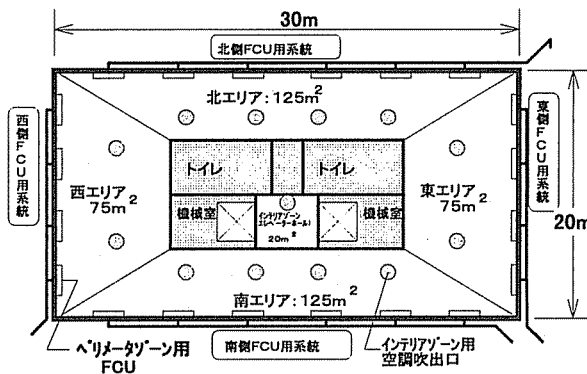 30m
北側FCU用系統
北エリア:125m²
西側FCU用系統
東側FCU用系統
トイレ
トイレ
西エリア
75m²
東エリア
75m²
20m
機械室
インテリアゾーン
(エレベーターホール)
20m²
機械室
南エリア:125m²
ペリメータゾーン用
FCU
南側FCU用系統
インテリアゾーン用
空調吹出口